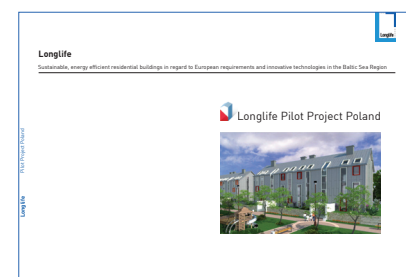 Longlife
Longlife
Sustainable, energy efficient residential buildings in regard to European requirements and innovative technologies in the Baltic Sea Region
Longlife Pilot Project Poland
Longlife Pilot Project Poland